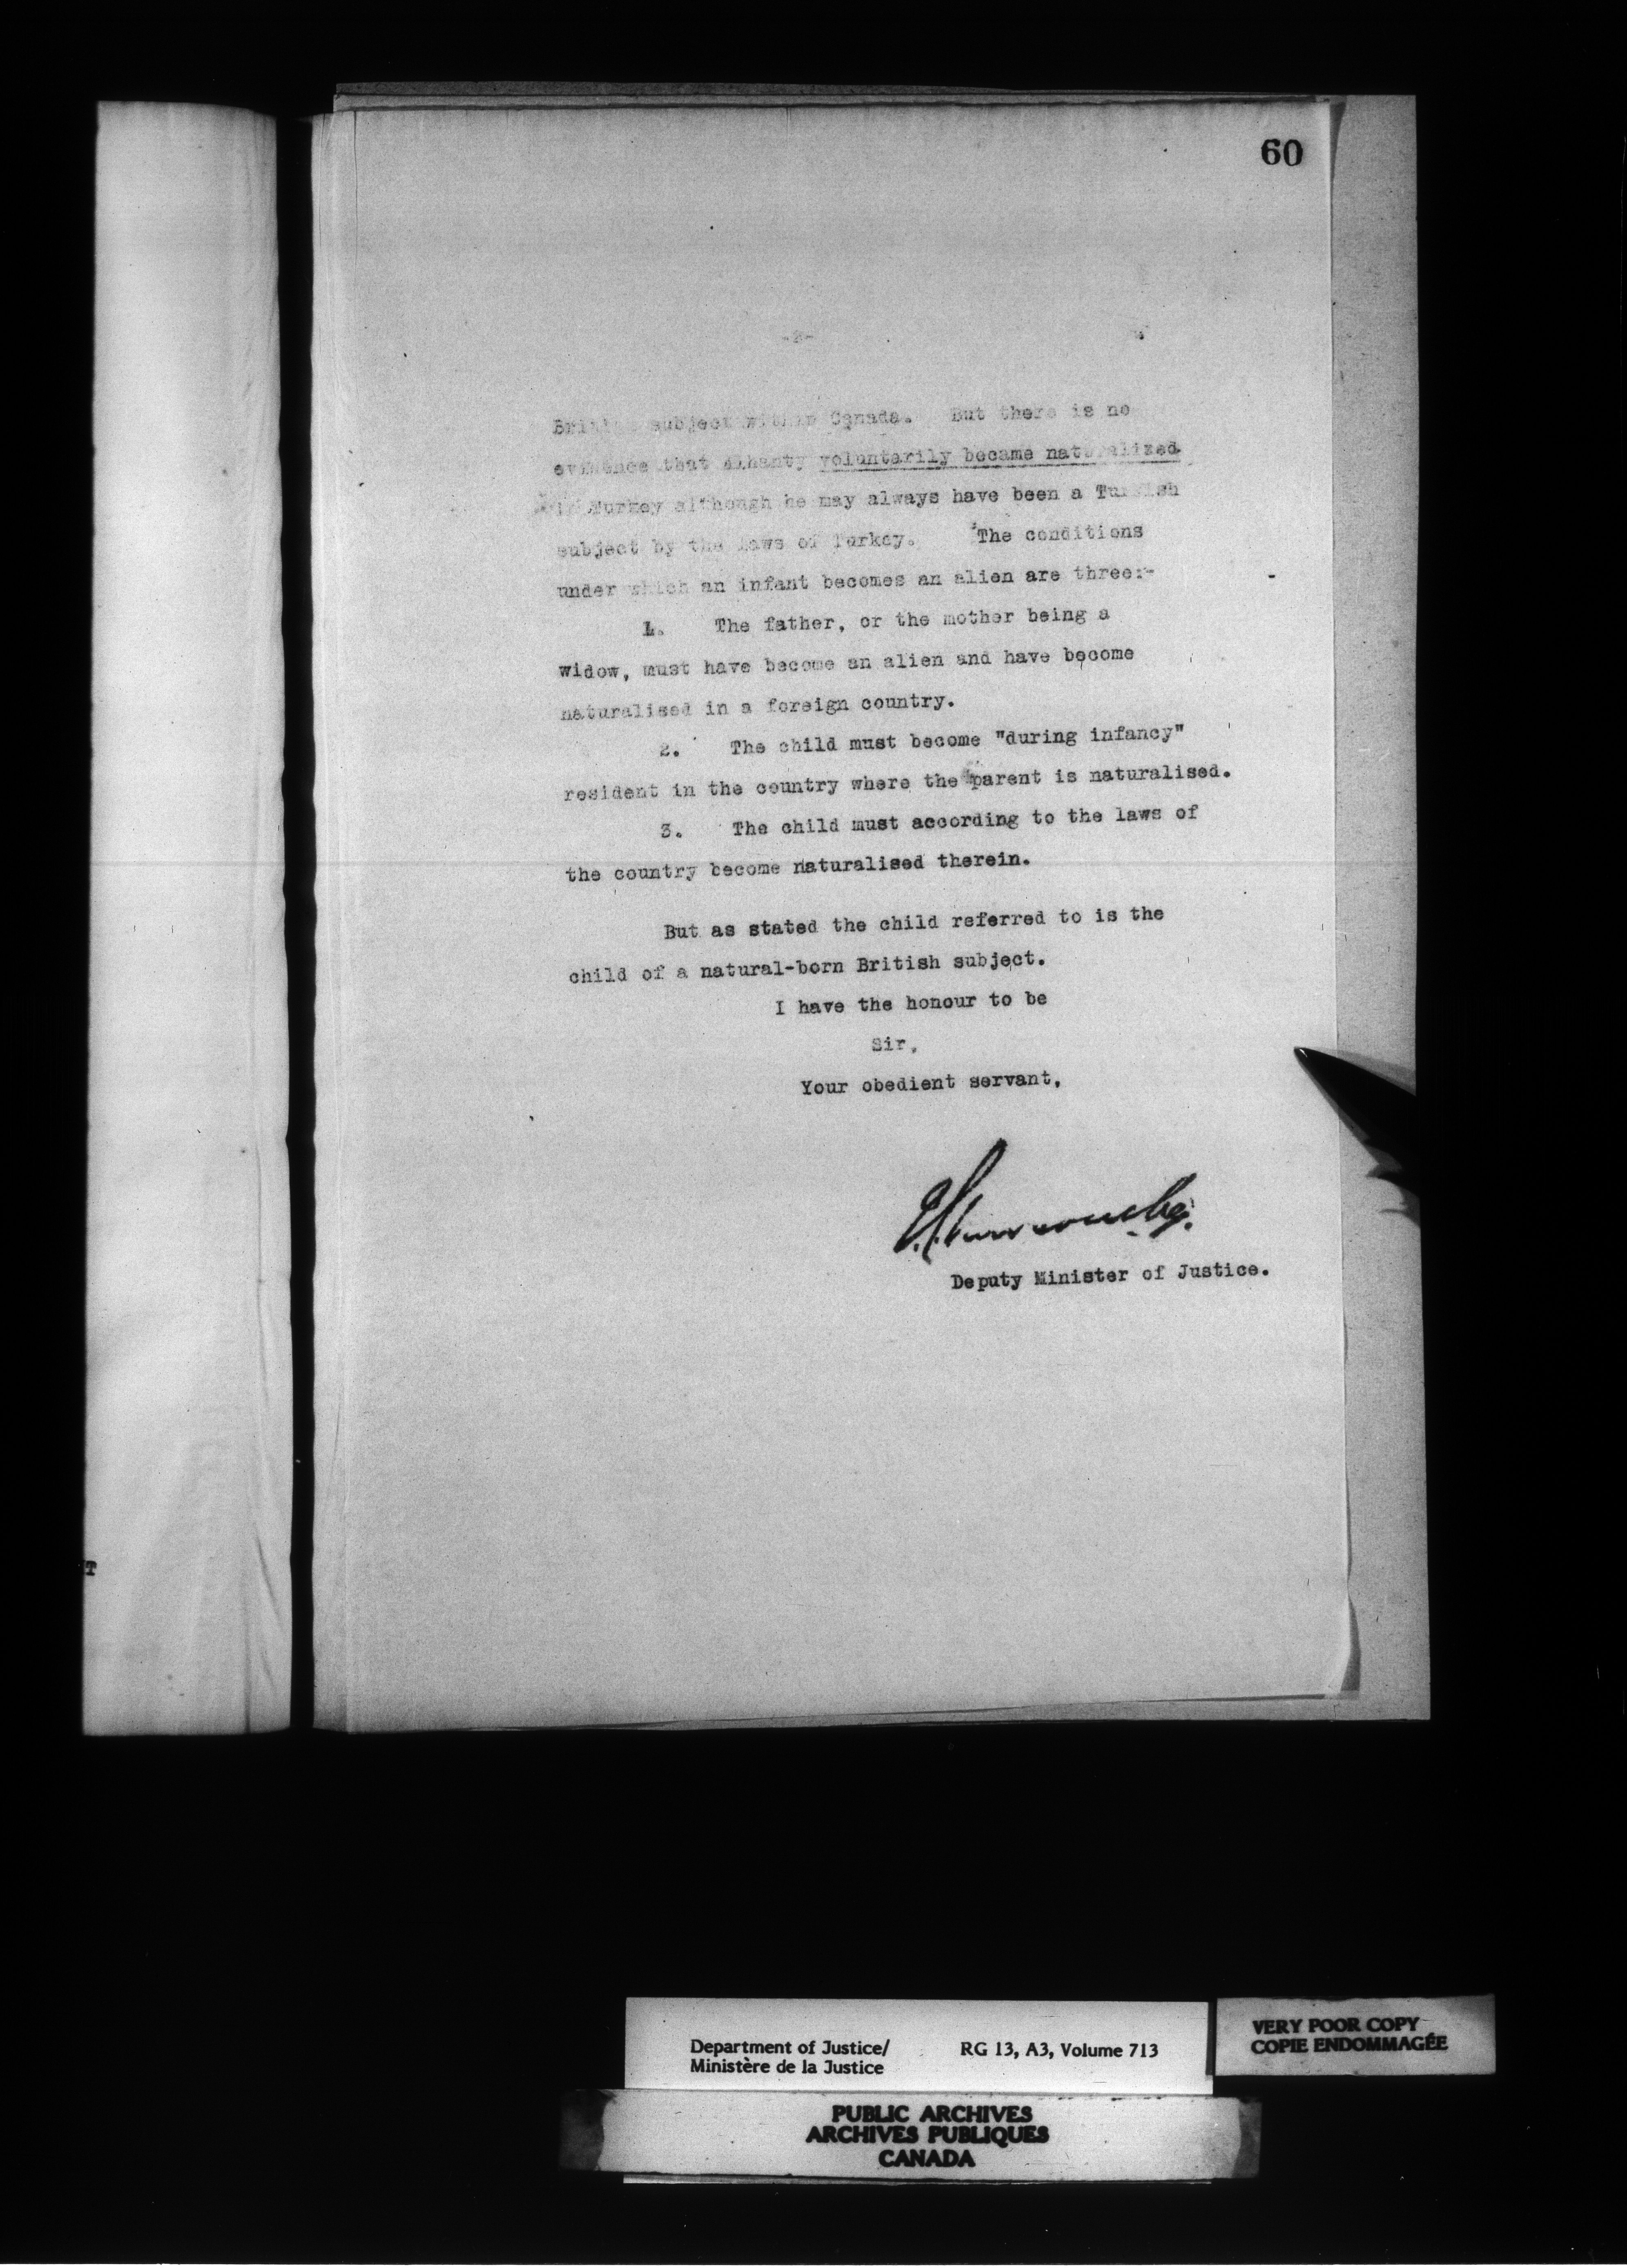 60
-2-
British subject within Canada. But there is no
evidence that Alhanty voluntarily became naturalized
in Turkey although he may always have been a Turkish
subject by the laws of Turkey. The conditions
under which an infant becomes an alien are three:-
1. The father, or the mother being a
widow, must have become an alien and have become
naturalised in a foreign country.
2. The child must become "during infancy"
resident in the country where the parent is naturalised.
3. The child must according to the laws of
the country become naturalised therein.
But as stated the child referred to is the
child of a natural-born British subject.
I have the honour to be
Sir,
Your obedient servant,
Deputy Minister of Justice.
T
Department of Justice/ RG 13, A3, Volume 713
Ministère de la Justice
VERY POOR COPY
COPIE ENDOMMAGÉE
PUBLIC ARCHIVES
ARCHIVES PUBLIQUES
CANADA